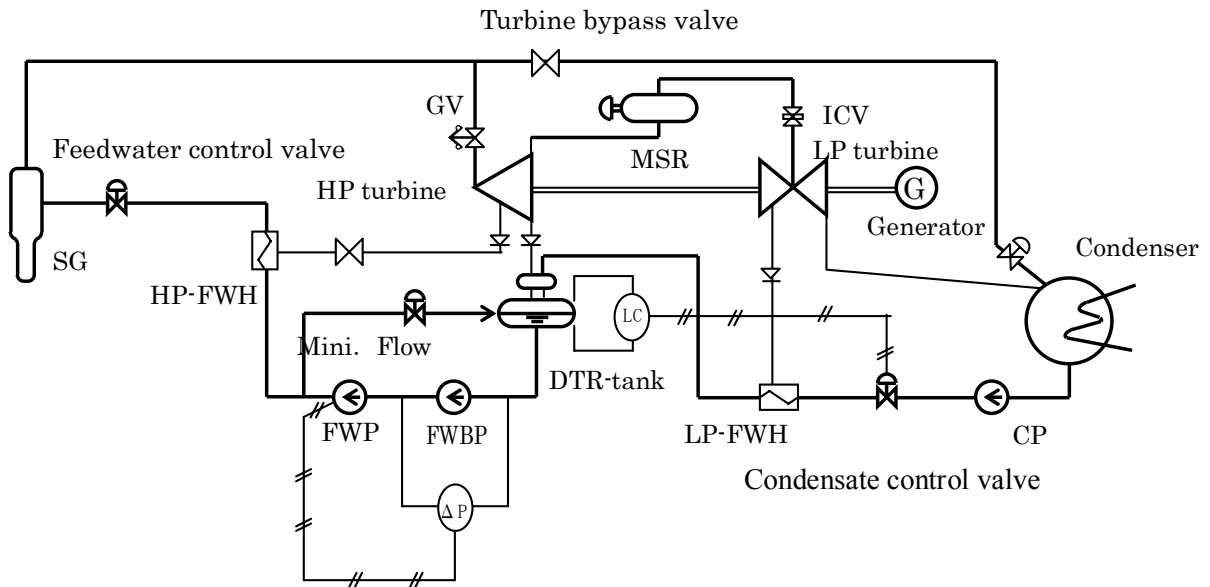 Turbine bypass valve
GV
ICV
Feedwater control valve
MSR
LP turbine
HP turbine
G
Generator
Condenser
SG
HP-FWH
LC
Mini. Flow
DTR-tank
FWP
FWBP
LP-FWH
CP
Condensate control valve
ΔP